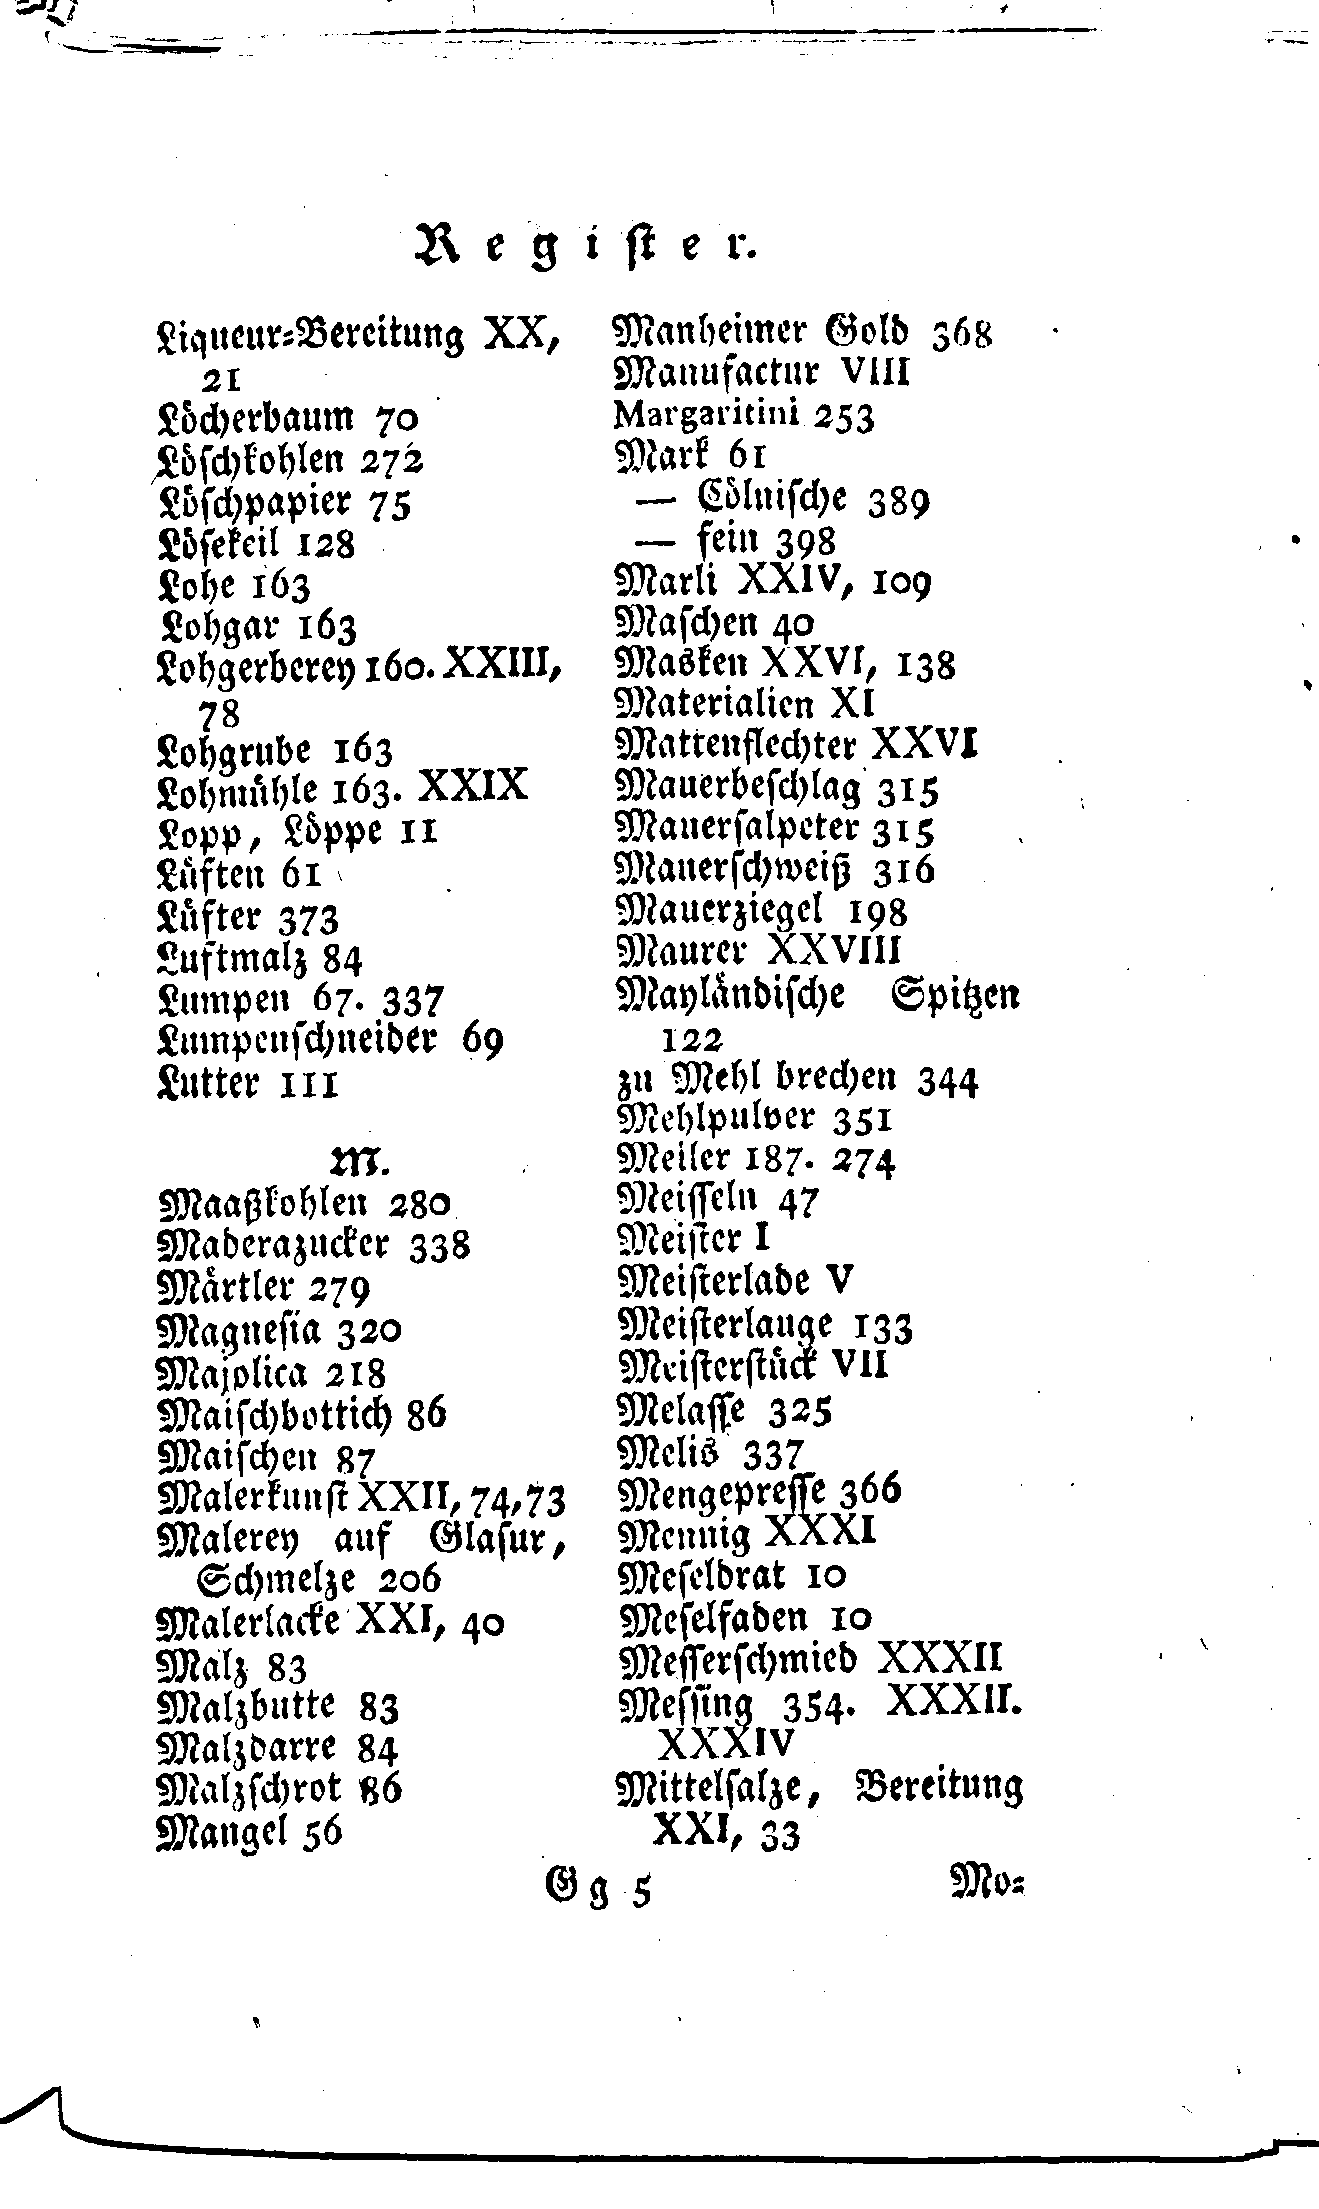 Register.
Liqueur-Bereitung XX,
21
Löcherbaum 70
Löschkohlen 272
Löschpapier 75
Lösekeil 128
Lohe 163
Lohgar 163
Lohgerberey 160. XXIII,
78
Lohgrube 163
Lohmühle 163. XXIX
Lopp, Löppe 11
Lüften 61
Lüfter 373
Luftmalz 84
Lumpen 67. 337
Lumpenschneider 69
Lutter 111
M.
Maaßkohlen 280
Maderazucker 338
Märtler 279
Magnesia 320
Majolica 218
Maischbottich 86
Maischen 87
Malerkunst XXII, 74, 73
Malerey auf Glasur,
Schmelze 206
Malerlacke XXI, 40
Malz 83
Malzbutte 83
Malzdarre 84
Malzschrot 86
Mangel 56
Manheimer Gold 368
Manufactur VIII
Margaritini 253
Mark 61
— Cölnische 389
— fein 398
Marli XXIV, 109
Maschen 40
Masken XXVI, 138
Materialien XI
Mattenflechter XXVI
Mauerbeschlag 315
Mauersalpeter 315
Mauerschweiß 316
Mauerziegel 198
Maurer XXVIII
Mayländische Spitzen
122
zu Mehl brechen 344
Mehlpulver 351
Meiler 187. 274
Meisseln 47
Meister I
Meisterlade V
Meisterlauge 133
Meisterstück VII
Melasse 325
Melis 337
Mengepresse 366
Mennig XXXI
Meseldrat 10
Meselfaden 10
Messerschmied XXXII
Messing 354. XXXII.
XXXIV
Mittelsalze, Bereitung
XXI, 33
Gg 5
Mo-